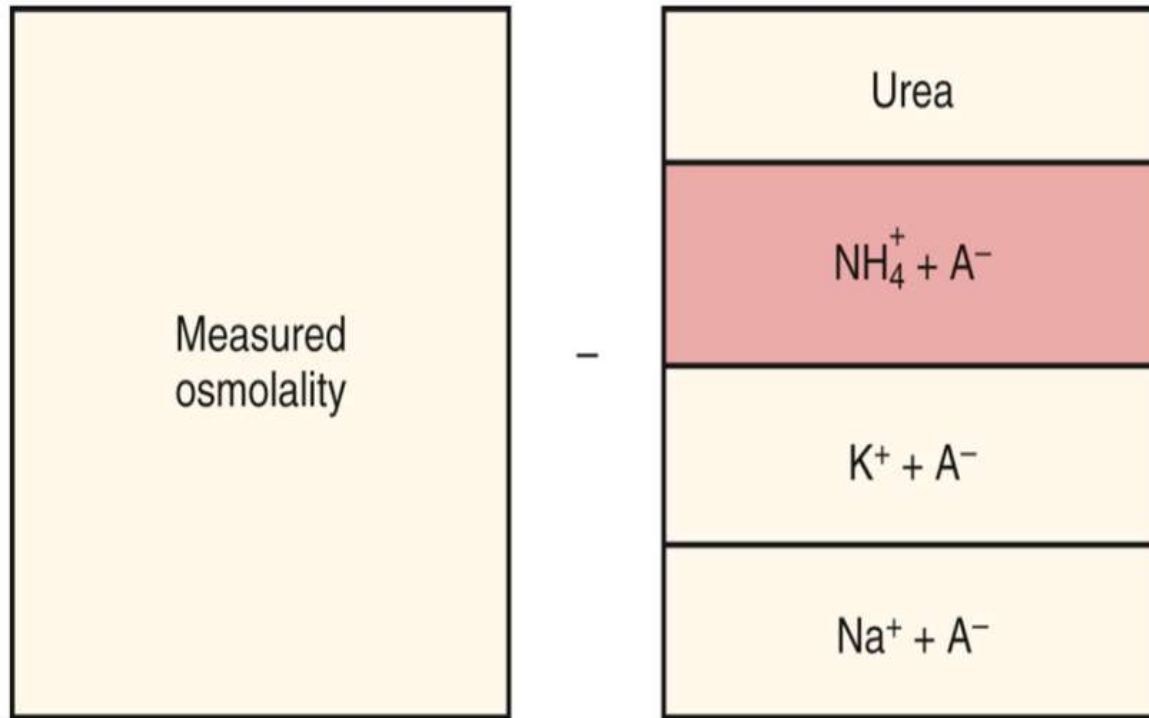 Measured
osmolality
–
Urea
NH₄⁺ + A⁻
K⁺ + A⁻
Na⁺ + A⁻